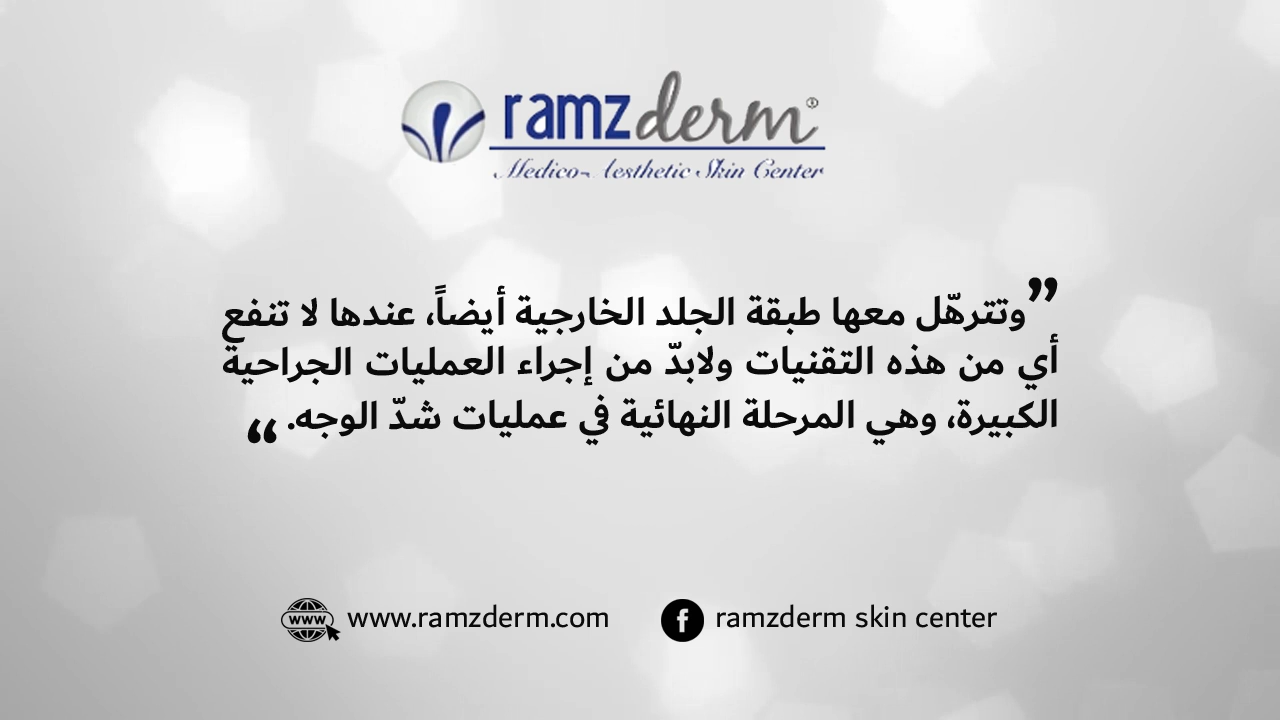 ramzderm®
Medico-Aesthetic Skin Center
”وتترهّل معها طبقة الجلد الخارجية أيضاً، عندها لا تنفع
أي من هذه التقنيات ولابدّ من إجراء العمليات الجراحية
الكبيرة، وهي المرحلة النهائية في عمليات شدّ الوجه.“
www www.ramzderm.com
f ramzderm skin center